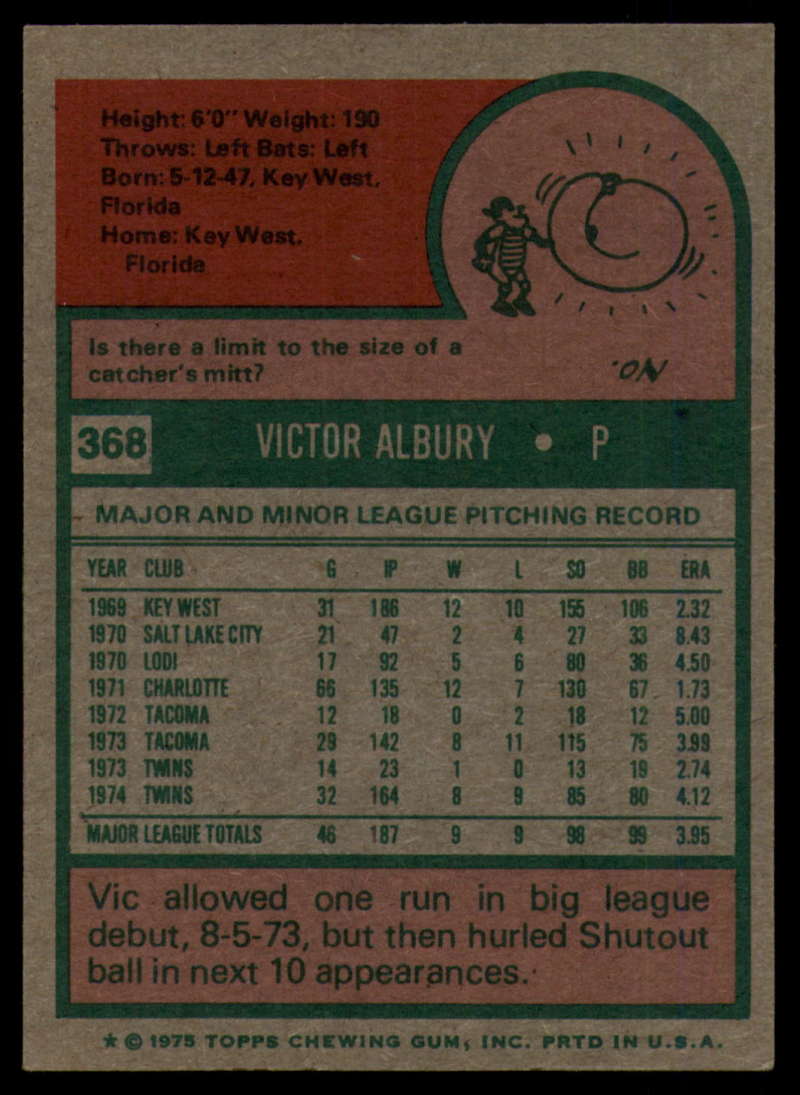 Height: 6'0" Weight: 190
Throws: Left Bats: Left
Born: 5-12-47, Key West,
Florida
Home: Key West,
Florida
Is there a limit to the size of a
catcher's mitt?
NO.
368 VICTOR ALBURY • P
MAJOR AND MINOR LEAGUE PITCHING RECORD
YEAR CLUB G IP W L SO BB ERA
1969 KEY WEST 31 186 12 10 155 106 2.32
1970 SALT LAKE CITY 21 47 2 4 27 33 8.43
1970 LODI 17 92 5 6 80 36 4.50
1971 CHARLOTTE 66 135 12 7 130 67 1.73
1972 TACOMA 12 18 0 2 18 12 5.00
1973 TACOMA 29 142 8 11 115 75 3.99
1973 TWINS 14 23 1 0 13 19 2.74
1974 TWINS 32 164 8 9 85 80 4.12
MAJOR LEAGUE TOTALS 46 187 9 9 98 99 3.95
Vic allowed one run in big league
debut, 8-5-73, but then hurled Shutout
ball in next 10 appearances.
★ © 1975 TOPPS CHEWING GUM, INC. PRTD IN U.S.A.